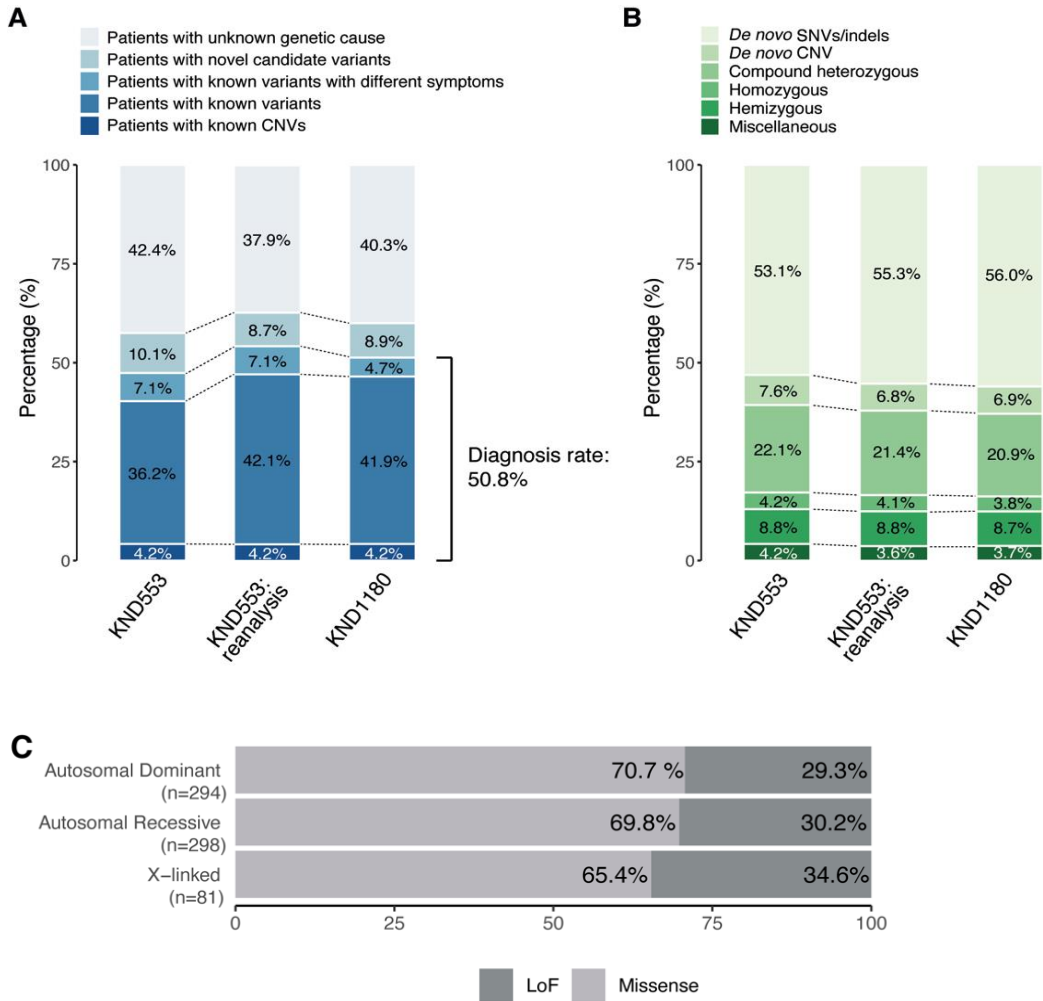 A
Patients with unknown genetic cause
Patients with novel candidate variants
Patients with known variants with different symptoms
Patients with known variants
Patients with known CNVs
Percentage (%)
100
75
50
25
0
42.4%
10.1%
7.1%
36.2%
4.2%
37.9%
8.7%
7.1%
42.1%
4.2%
40.3%
8.9%
4.7%
41.9%
4.2%
Diagnosis rate:
50.8%
KND553
KND553:
reanalysis
KND1180
B
De novo SNVs/indels
De novo CNV
Compound heterozygous
Homozygous
Hemizygous
Miscellaneous
Percentage (%)
100
75
50
25
0
53.1%
7.6%
22.1%
4.2%
8.8%
4.2%
55.3%
6.8%
21.4%
4.1%
8.8%
3.6%
56.0%
6.9%
20.9%
3.8%
8.7%
3.7%
KND553
KND553:
reanalysis
KND1180
C
Autosomal Dominant
(n=294)
70.7 %
29.3%
Autosomal Recessive
(n=298)
69.8%
30.2%
X−linked
(n=81)
65.4%
34.6%
0
25
50
75
100
LoF
Missense